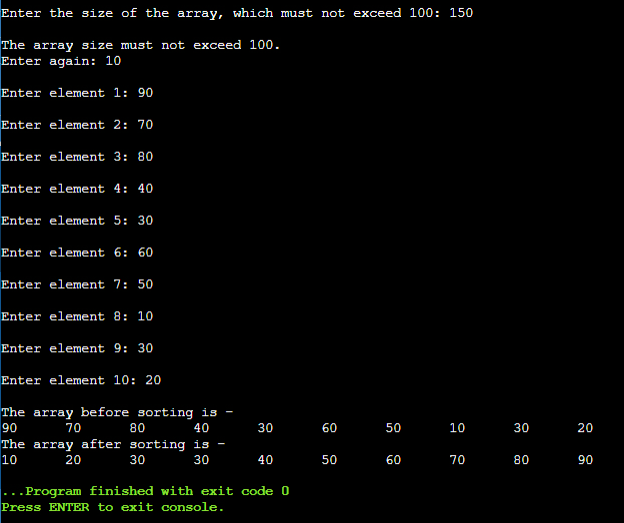 Enter the size of the array, which must not exceed 100: 150
The array size must not exceed 100.
Enter again: 10
Enter element 1: 90
Enter element 2: 70
Enter element 3: 80
Enter element 4: 40
Enter element 5: 30
Enter element 6: 60
Enter element 7: 50
Enter element 8: 10
Enter element 9: 30
Enter element 10: 20
The array before sorting is -
90 70 80 40 30 60 50 10 30 20
The array after sorting is -
10 20 30 30 40 50 60 70 80 90
...Program finished with exit code 0
Press ENTER to exit console.